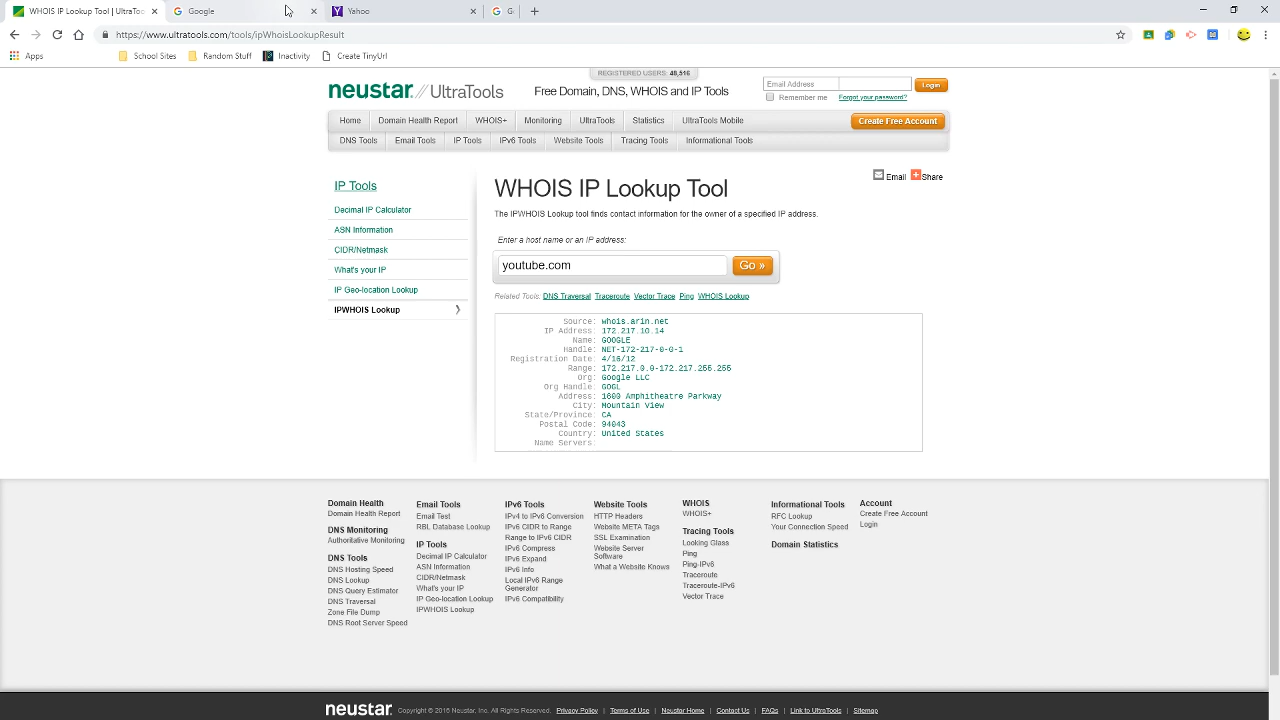 WHOIS IP Lookup Tool | UltraToo
Google
Yahoo
G
https://www.ultratools.com/tools/ipWhoisLookupResult
Apps
School Sites
Random Stuff
Inactivity
Create TinyUrl
REGISTERED USERS: 48,516
neustar // UltraTools
Free Domain, DNS, WHOIS and IP Tools
Email Address
Login
Remember me
Forgot your password?
Home
Domain Health Report
WHOIS+
Monitoring
UltraTools
Statistics
UltraTools Mobile
Create Free Account
DNS Tools
Email Tools
IP Tools
IPv6 Tools
Website Tools
Tracing Tools
Informational Tools
Email
Share
IP Tools
Decimal IP Calculator
ASN Information
CIDR/Netmask
What's your IP
IP Geo-location Lookup
IPWHOIS Lookup
WHOIS IP Lookup Tool
The IPWHOIS Lookup tool finds contact information for the owner of a specified IP address.
Enter a host name or an IP address:
youtube.com
Go »
Related Tools: DNS Traversal Traceroute Vector Trace Ping WHOIS Lookup
Source: whois.arin.net
IP Address: 172.217.10.14
Name: GOOGLE
Handle: NET-172-217-0-0-1
Registration Date: 4/16/12
Range: 172.217.0.0-172.217.255.255
Org: Google LLC
Org Handle: GOGL
Address: 1600 Amphitheatre Parkway
City: Mountain View
State/Province: CA
Postal Code: 94043
Country: United States
Name Servers:
Domain Health
Domain Health Report
DNS Monitoring
Authoritative Monitoring
DNS Tools
DNS Hosting Speed
DNS Lookup
DNS Query Estimator
DNS Traversal
Zone File Dump
DNS Root Server Speed
Email Tools
Email Test
RBL Database Lookup
IP Tools
Decimal IP Calculator
ASN Information
CIDR/Netmask
What's your IP
IP Geo-location Lookup
IPWHOIS Lookup
IPv6 Tools
IPv4 to IPv6 Conversion
IPv6 CIDR to Range
Range to IPv6 CIDR
IPv6 Compress
IPv6 Expand
IPv6 Info
Local IPv6 Range
Generator
IPv6 Compatibility
Website Tools
HTTP Headers
Website META Tags
SSL Examination
Website Server
Software
What a Website Knows
WHOIS
WHOIS+
Tracing Tools
Looking Glass
Ping
Ping-IPv6
Traceroute
Traceroute-IPv6
Vector Trace
Informational Tools
RFC Lookup
Your Connection Speed
Domain Statistics
Account
Create Free Account
Login
neustar. Copyright © 2016 Neustar, Inc. All Rights Reserved. Privacy Policy | Terms of Use | Neustar Home | Contact Us | FAQs | Link to UltraTools | Sitemap